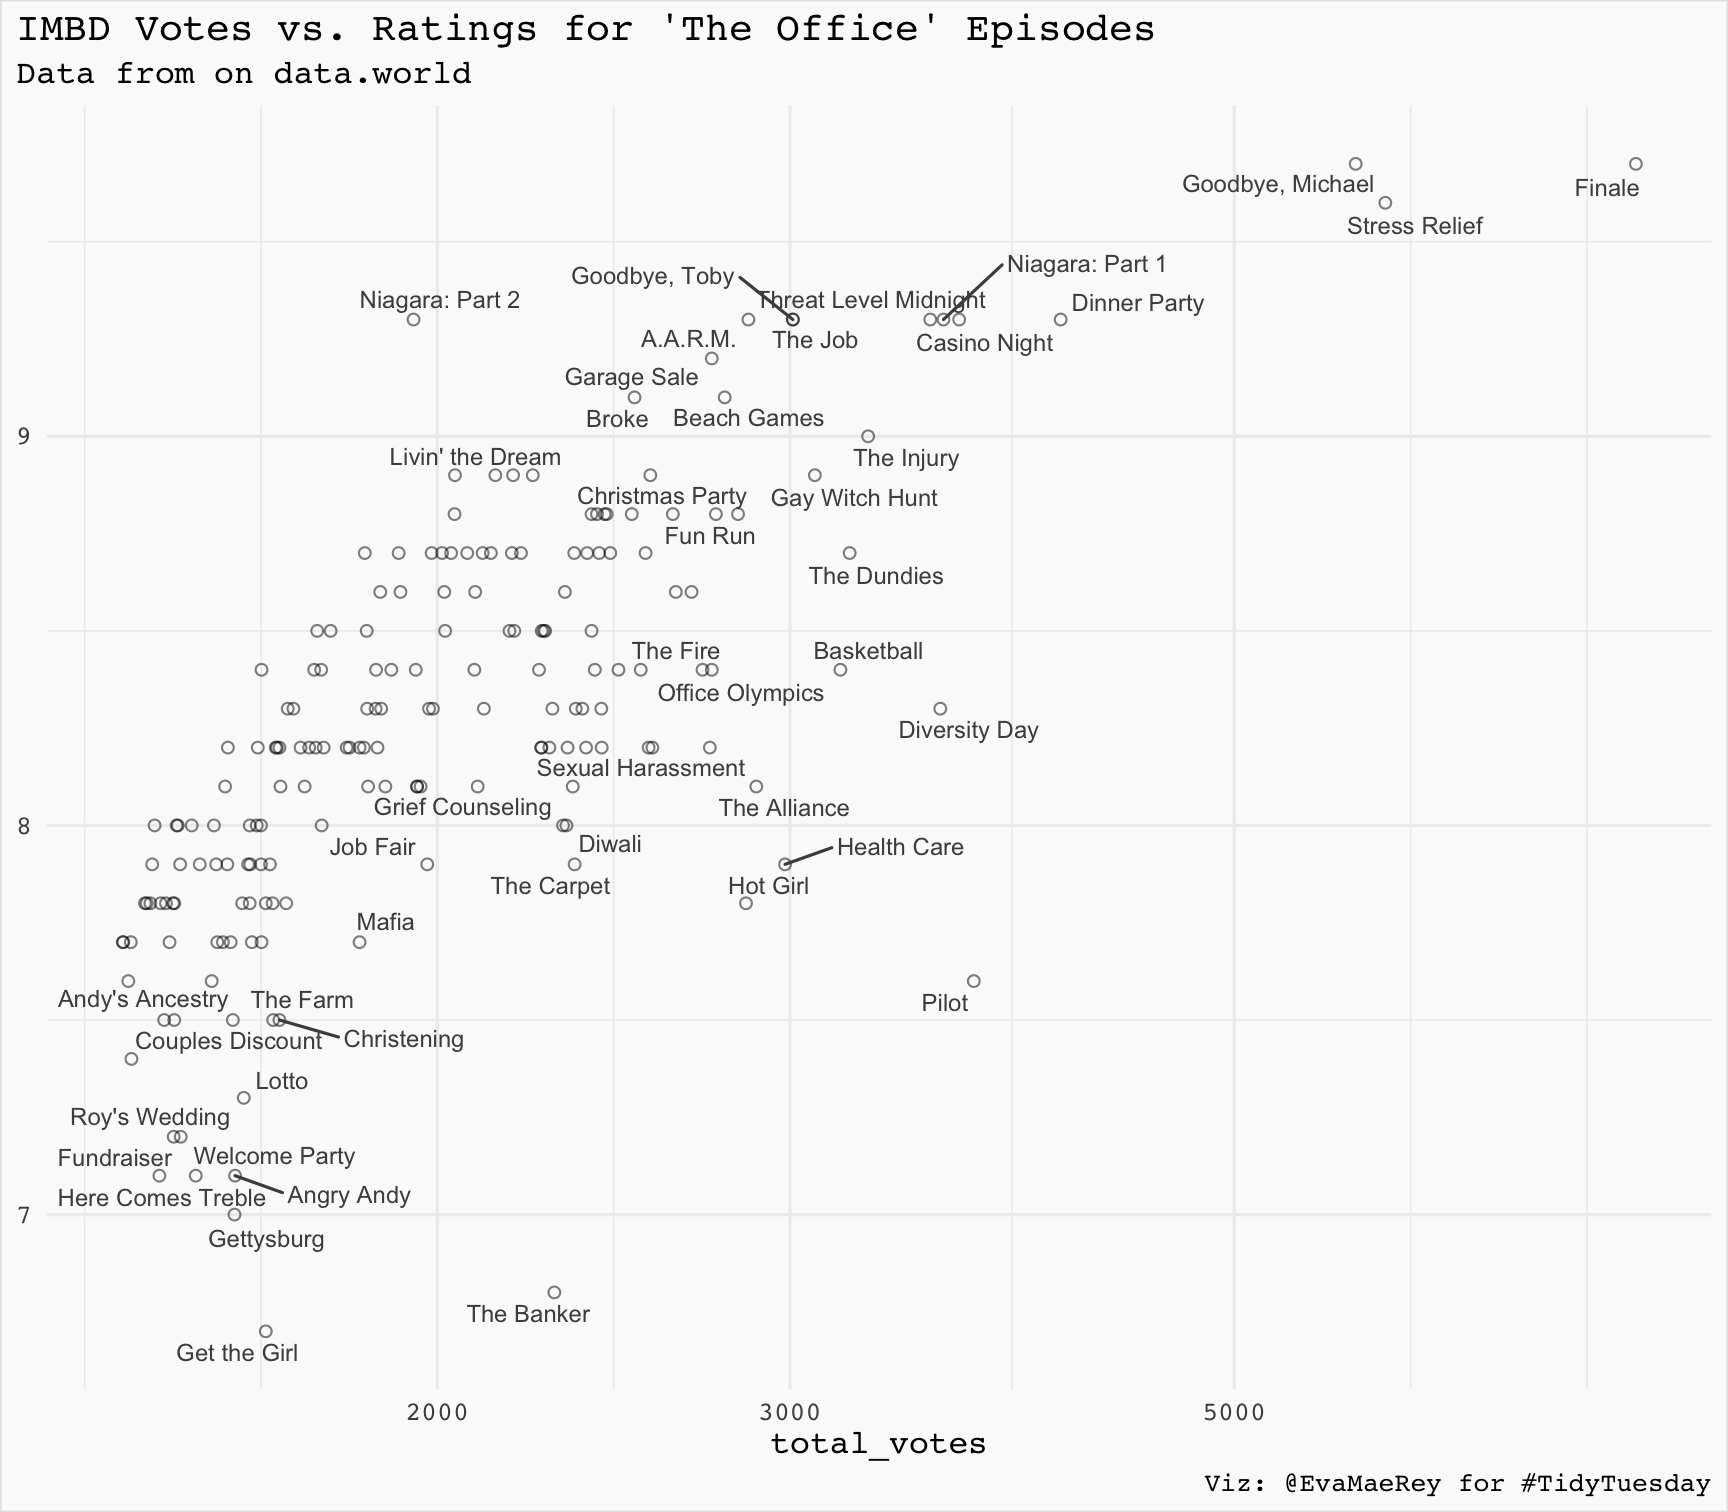 IMBD Votes vs. Ratings for 'The Office' Episodes
Data from on data.world
Goodbye, Michael
Finale
Stress Relief
Niagara: Part 1
Goodbye, Toby
Niagara: Part 2
Threat Level Midnight
Dinner Party
A.A.R.M.
The Job
Casino Night
Garage Sale
Broke
Beach Games
9
Livin' the Dream
The Injury
Christmas Party
Gay Witch Hunt
Fun Run
The Dundies
The Fire
Basketball
Office Olympics
Diversity Day
Sexual Harassment
Grief Counseling
The Alliance
8
Job Fair
Diwali
Health Care
The Carpet
Hot Girl
Mafia
Andy's Ancestry
The Farm
Pilot
Couples Discount
Christening
Lotto
Roy's Wedding
Fundraiser
Welcome Party
Here Comes Treble
Angry Andy
7
Gettysburg
The Banker
Get the Girl
2000
3000
5000
total_votes
Viz: @EvaMaeRey for #TidyTuesday